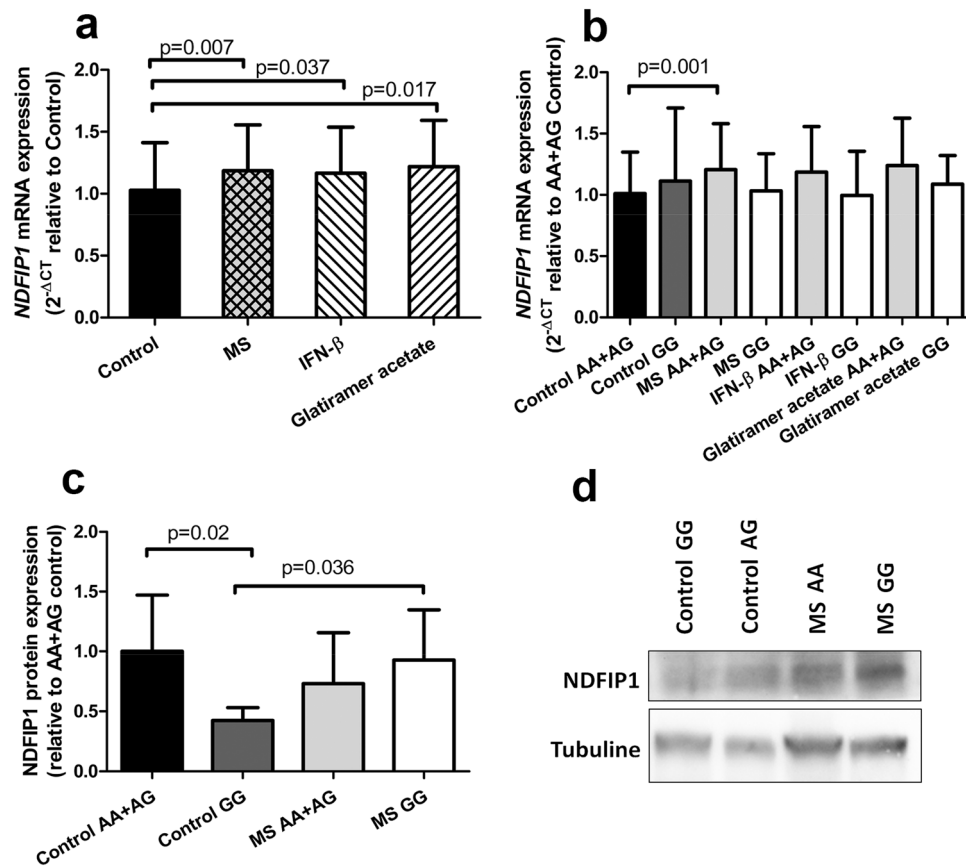 a
NDFIP1 mRNA expression
(2-ΔCT relative to Control)
2.0
1.5
1.0
0.5
0.0
p=0.007
p=0.037
p=0.017
Control
MS
IFN-β
Glatiramer acetate
b
NDFIP1 mRNA expression
(2-ΔCT relative to AA+AG Control)
2.0
1.5
1.0
0.5
0.0
p=0.001
Control AA+AG
Control GG
MS AA+AG
MS GG
IFN-β AA+AG
IFN-β GG
Glatiramer acetate AA+AG
Glatiramer acetate GG
c
NDFIP1 protein expression
(relative to AA+AG control)
2.0
1.5
1.0
0.5
0.0
p=0.02
p=0.036
Control AA+AG
Control GG
MS AA+AG
MS GG
d
Control GG
Control AG
MS AA
MS GG
NDFIP1
Tubuline